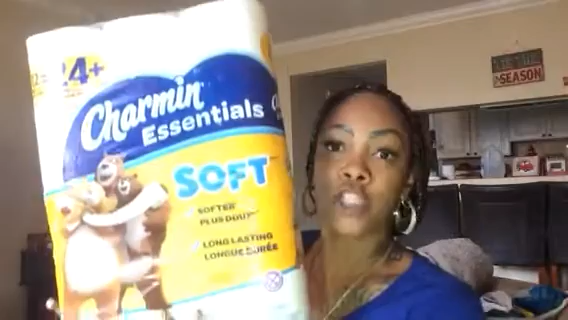 24+
Charmin
Essentials
SOFT
SOFTER
PLUS DOUX
LONG LASTING
LONGUE DURÉE
SEASON